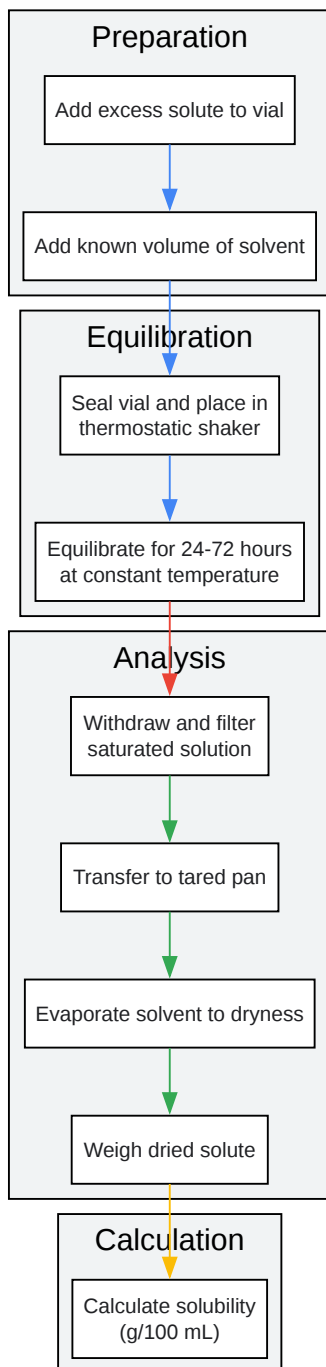 Preparation
Add excess solute to vial
Add known volume of solvent
Equilibration
Seal vial and place in
thermostatic shaker
Equilibrate for 24-72 hours
at constant temperature
Analysis
Withdraw and filter
saturated solution
Transfer to tared pan
Evaporate solvent to dryness
Weigh dried solute
Calculation
Calculate solubility
(g/100 mL)